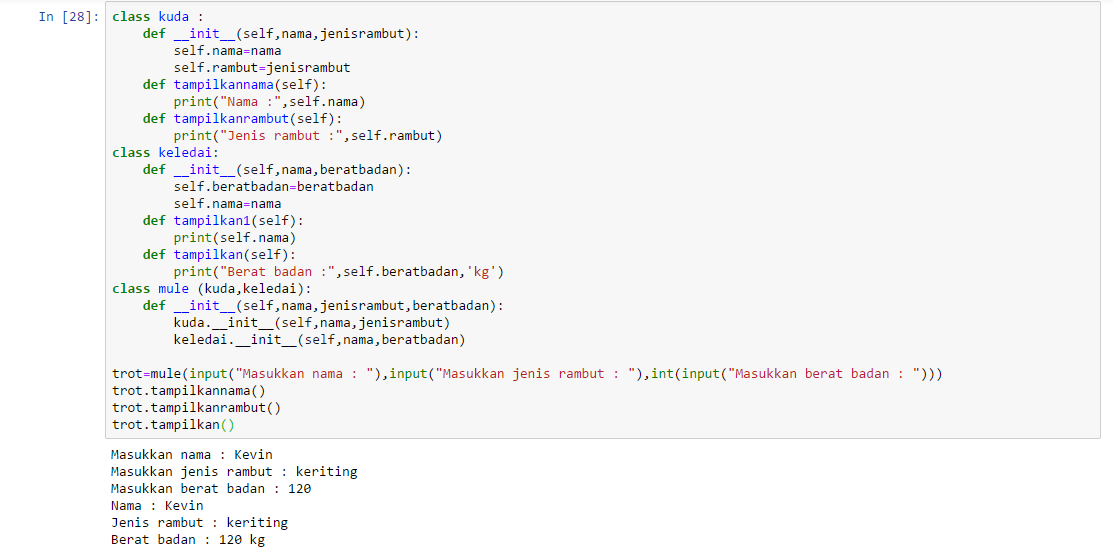 In [28]: class kuda :
    def __init__(self,nama,jenisrambut):
        self.nama=nama
        self.rambut=jenisrambut
    def tampilkannama(self):
        print("Nama :",self.nama)
    def tampilkanrambut(self):
        print("Jenis rambut :",self.rambut)
class keledai:
    def __init__(self,nama,beratbadan):
        self.beratbadan=beratbadan
        self.nama=nama
    def tampilkan1(self):
        print(self.nama)
    def tampilkan(self):
        print("Berat badan :",self.beratbadan,'kg')
class mule (kuda,keledai):
    def __init__(self,nama,jenisrambut,beratbadan):
        kuda.__init__(self,nama,jenisrambut)
        keledai.__init__(self,nama,beratbadan)

trot=mule(input("Masukkan nama : "),input("Masukkan jenis rambut : "),int(input("Masukkan berat badan : ")))
trot.tampilkannama()
trot.tampilkanrambut()
trot.tampilkan()
Masukkan nama : Kevin
Masukkan jenis rambut : keriting
Masukkan berat badan : 120
Nama : Kevin
Jenis rambut : keriting
Berat badan : 120 kg